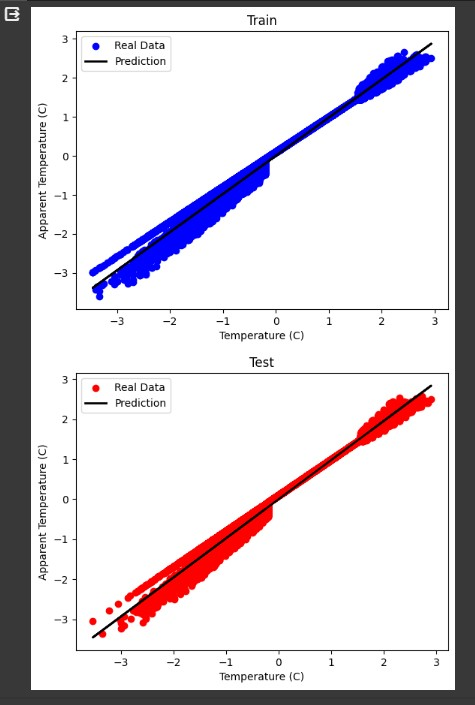 Train
Real Data
Prediction
3
2
1
0
−1
−2
−3
Apparent Temperature (C)
−3 −2 −1 0 1 2 3
Temperature (C)
Test
Real Data
Prediction
3
2
1
0
−1
−2
−3
Apparent Temperature (C)
−3 −2 −1 0 1 2 3
Temperature (C)